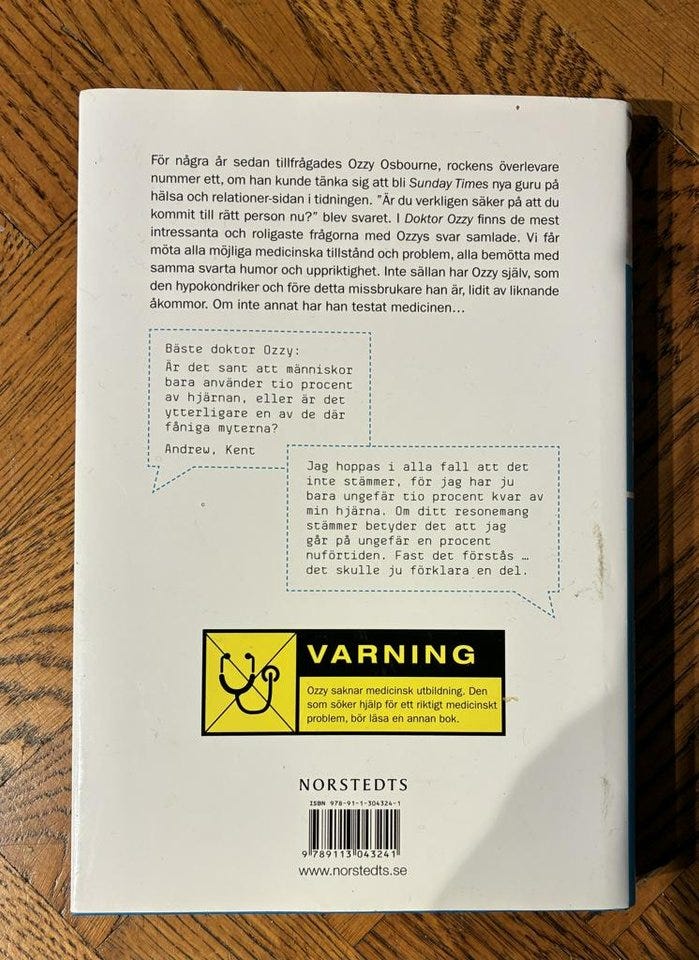 För några år sedan tillfrågades Ozzy Osbourne, rockens överlevare
nummer ett, om han kunde tänka sig att bli Sunday Times nya guru på
hälsa och relationer-sidan i tidningen. ”Är du verkligen säker på att du
kommit till rätt person nu?” blev svaret. I Doktor Ozzy finns de mest
intressanta och roligaste frågorna med Ozzys svar samlade. Vi får
möta alla möjliga medicinska tillstånd och problem, alla bemötta med
samma svarta humor och uppriktighet. Inte sällan har Ozzy själv, som
den hypokondriker och före detta missbrukare han är, lidit av liknande
åkommor. Om inte annat har han testat medicinen…
Bäste doktor Ozzy:
Är det sant att människor
bara använder tio procent
av hjärnan, eller är det
ytterligare en av de där
fåniga myterna?
Andrew, Kent
Jag hoppas i alla fall att det
inte stämmer, för jag har ju
bara ungefär tio procent kvar av
min hjärna. Om ditt resonemang
stämmer betyder det att jag
går på ungefär en procent
nuförtiden. Fast det förstås …
det skulle ju förklara en del.
VARNING
Ozzy saknar medicinsk utbildning. Den
som söker hjälp för ett riktigt medicinskt
problem, bör läsa en annan bok.
NORSTEDTS
ISBN 978-91-1-304324-1
9 789113 043241
www.norstedts.se